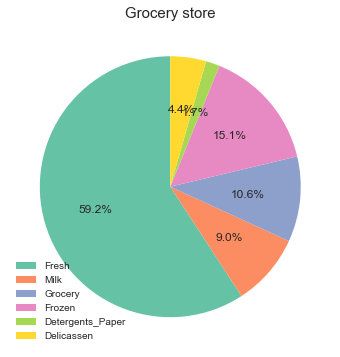 Grocery store
4.4%
1.7%
15.1%
10.6%
59.2%
9.0%
Fresh
Milk
Grocery
Frozen
Detergents_Paper
Delicassen